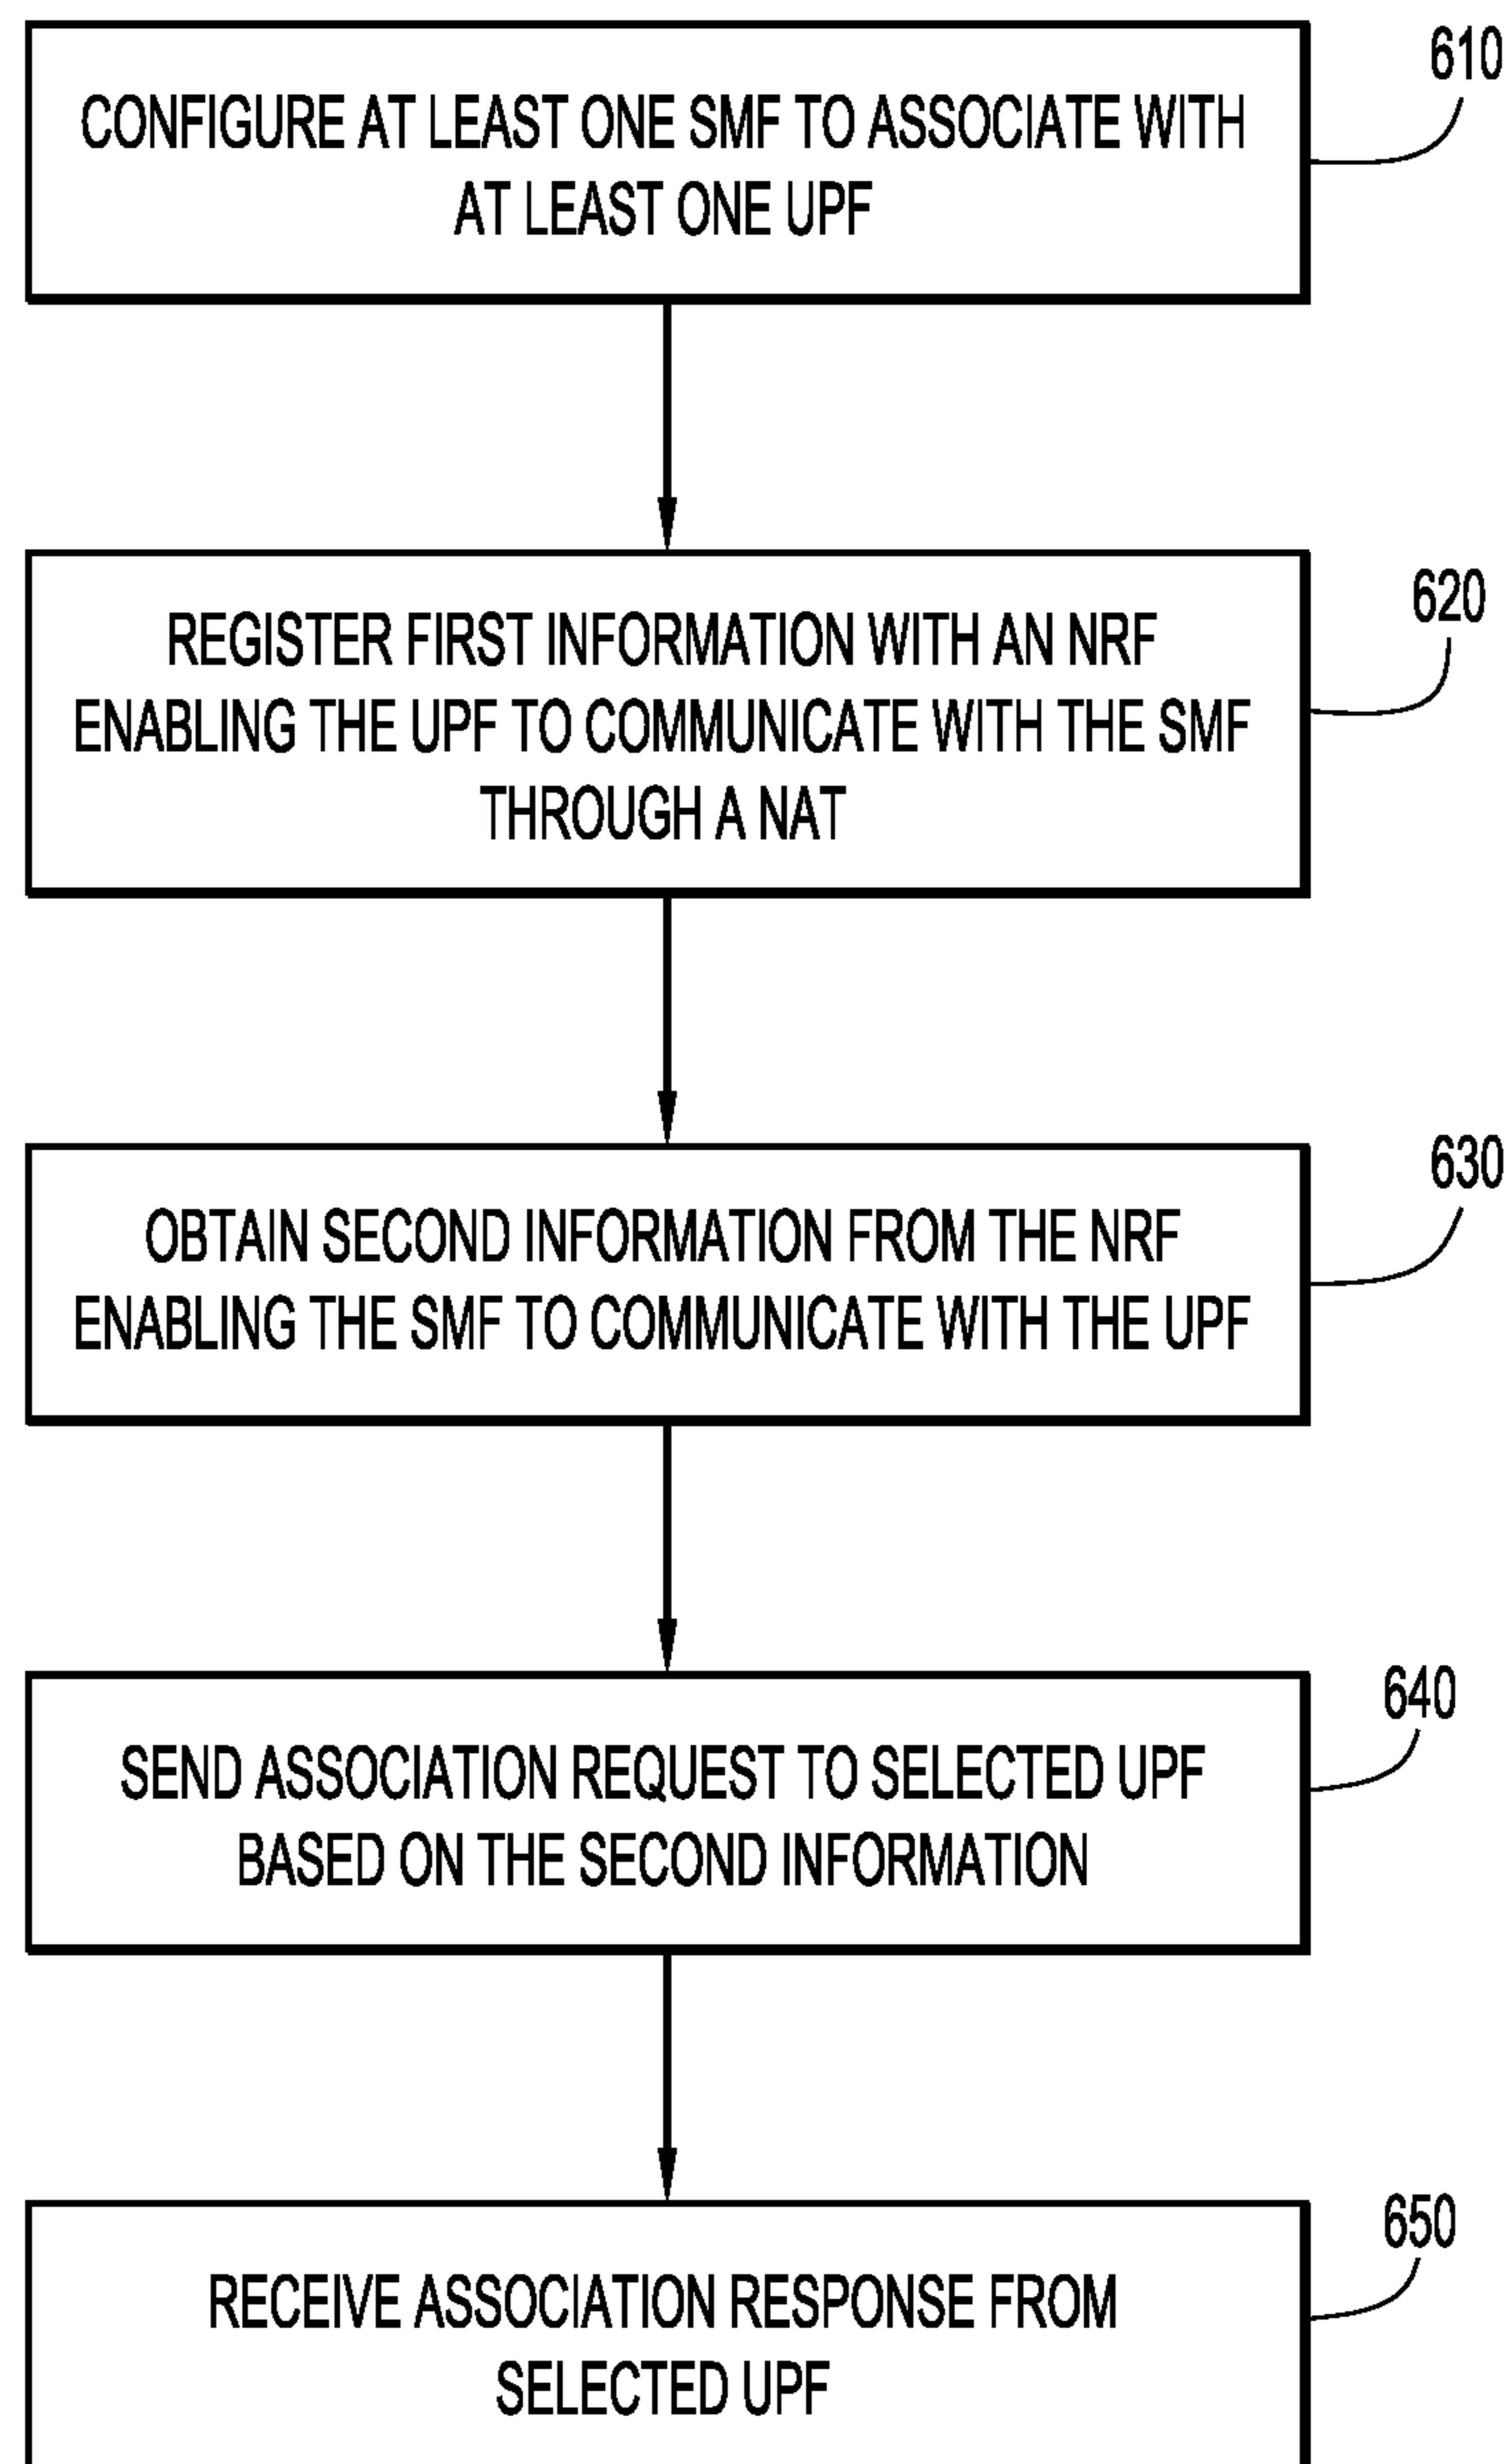 610
CONFIGURE AT LEAST ONE SMF TO ASSOCIATE WITH
AT LEAST ONE UPF
620
REGISTER FIRST INFORMATION WITH AN NRF
ENABLING THE UPF TO COMMUNICATE WITH THE SMF
THROUGH A NAT
630
OBTAIN SECOND INFORMATION FROM THE NRF
ENABLING THE SMF TO COMMUNICATE WITH THE UPF
640
SEND ASSOCIATION REQUEST TO SELECTED UPF
BASED ON THE SECOND INFORMATION
650
RECEIVE ASSOCIATION RESPONSE FROM
SELECTED UPF